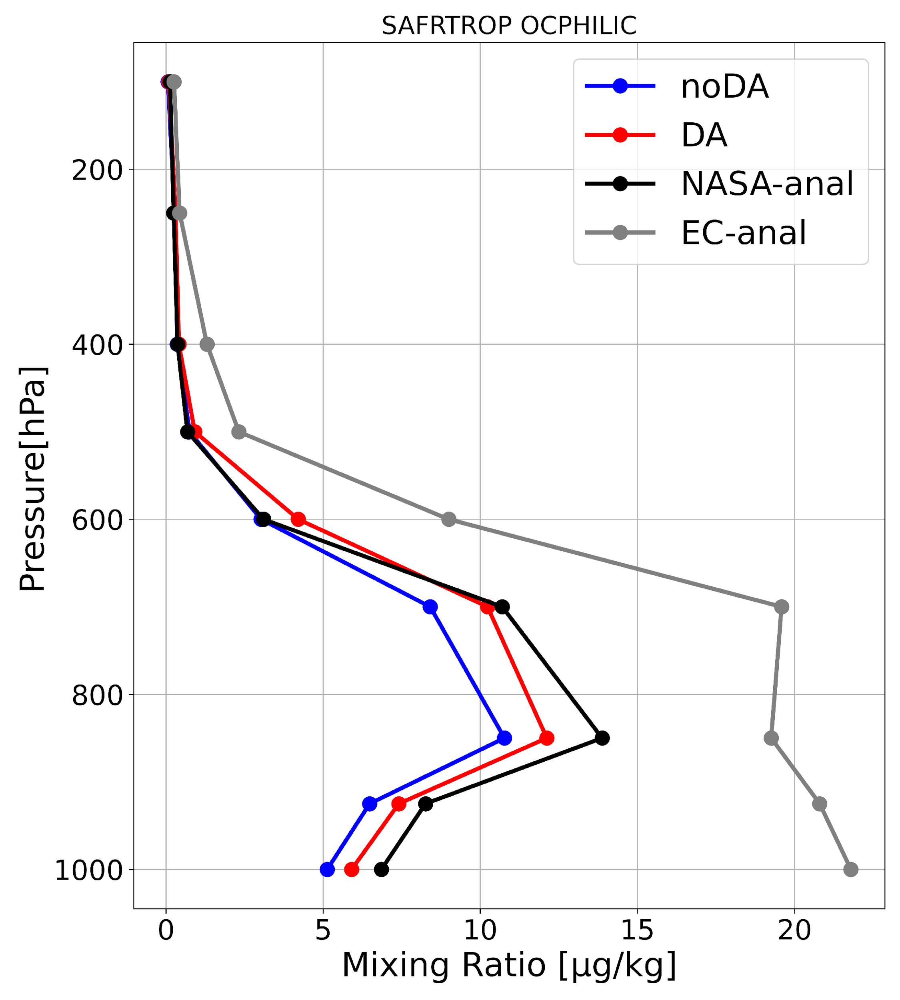 SAFRTROP OCPHILIC
noDA
DA
NASA-anal
EC-anal
Pressure[hPa]
200
400
600
800
1000
0 5 10 15 20
Mixing Ratio [µg/kg]